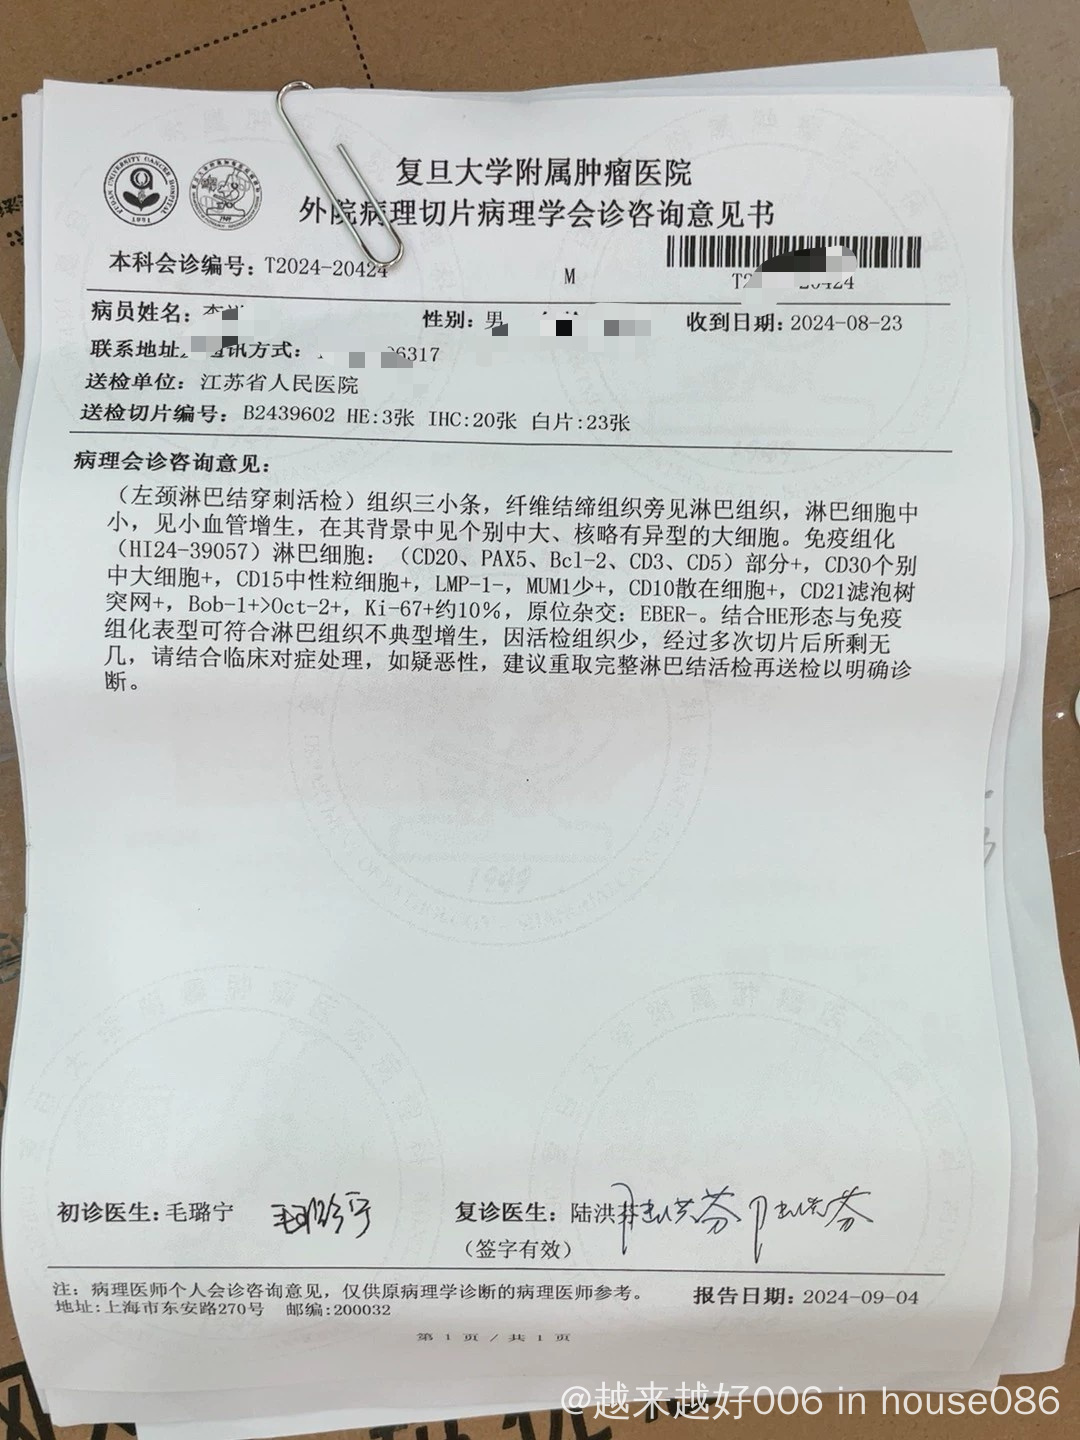 复旦大学附属肿瘤医院
外院病理切片病理学会诊咨询意见书
本科会诊编号: T2024-20424
M
病员姓名:
性别: 男
收到日期: 2024-08-23
联系地址 通讯方式: 06317
送检单位: 江苏省人民医院
送检切片编号: B2439602 HE:3张 IHC:20张 白片:23张
病理会诊咨询意见:
（左颈淋巴结穿刺活检）组织三小条，纤维结缔组织旁见淋巴组织，淋巴细胞中
小，见小血管增生，在其背景中见个别中大、核略有异型的大细胞。免疫组化
（HI24-39057）淋巴细胞：（CD20、PAX5、Bcl-2、CD3、CD5）部分+，CD30个别
中大细胞+，CD15中性粒细胞+，LMP-1-，MUM1少+，CD10散在细胞+，CD21滤泡树
突网+，Bob-1+>Oct-2+，Ki-67+约10%，原位杂交：EBER-。结合HE形态与免疫
组化表型可符合淋巴组织不典型增生，因活检组织少，经过多次切片后所剩无
几，请结合临床对症处理，如疑恶性，建议重取完整淋巴结活检再送检以明确诊
断。
1949
初诊医生: 毛璐宁
复诊医生: 陆洪芬
（签字有效）
注: 病理医师个人会诊咨询意见，仅供原病理学诊断的病理医师参考。
地址:上海市东安路270号 邮编:200032
报告日期: 2024-09-04
第 1 页 / 共 1 页
@越来越好006 in house086